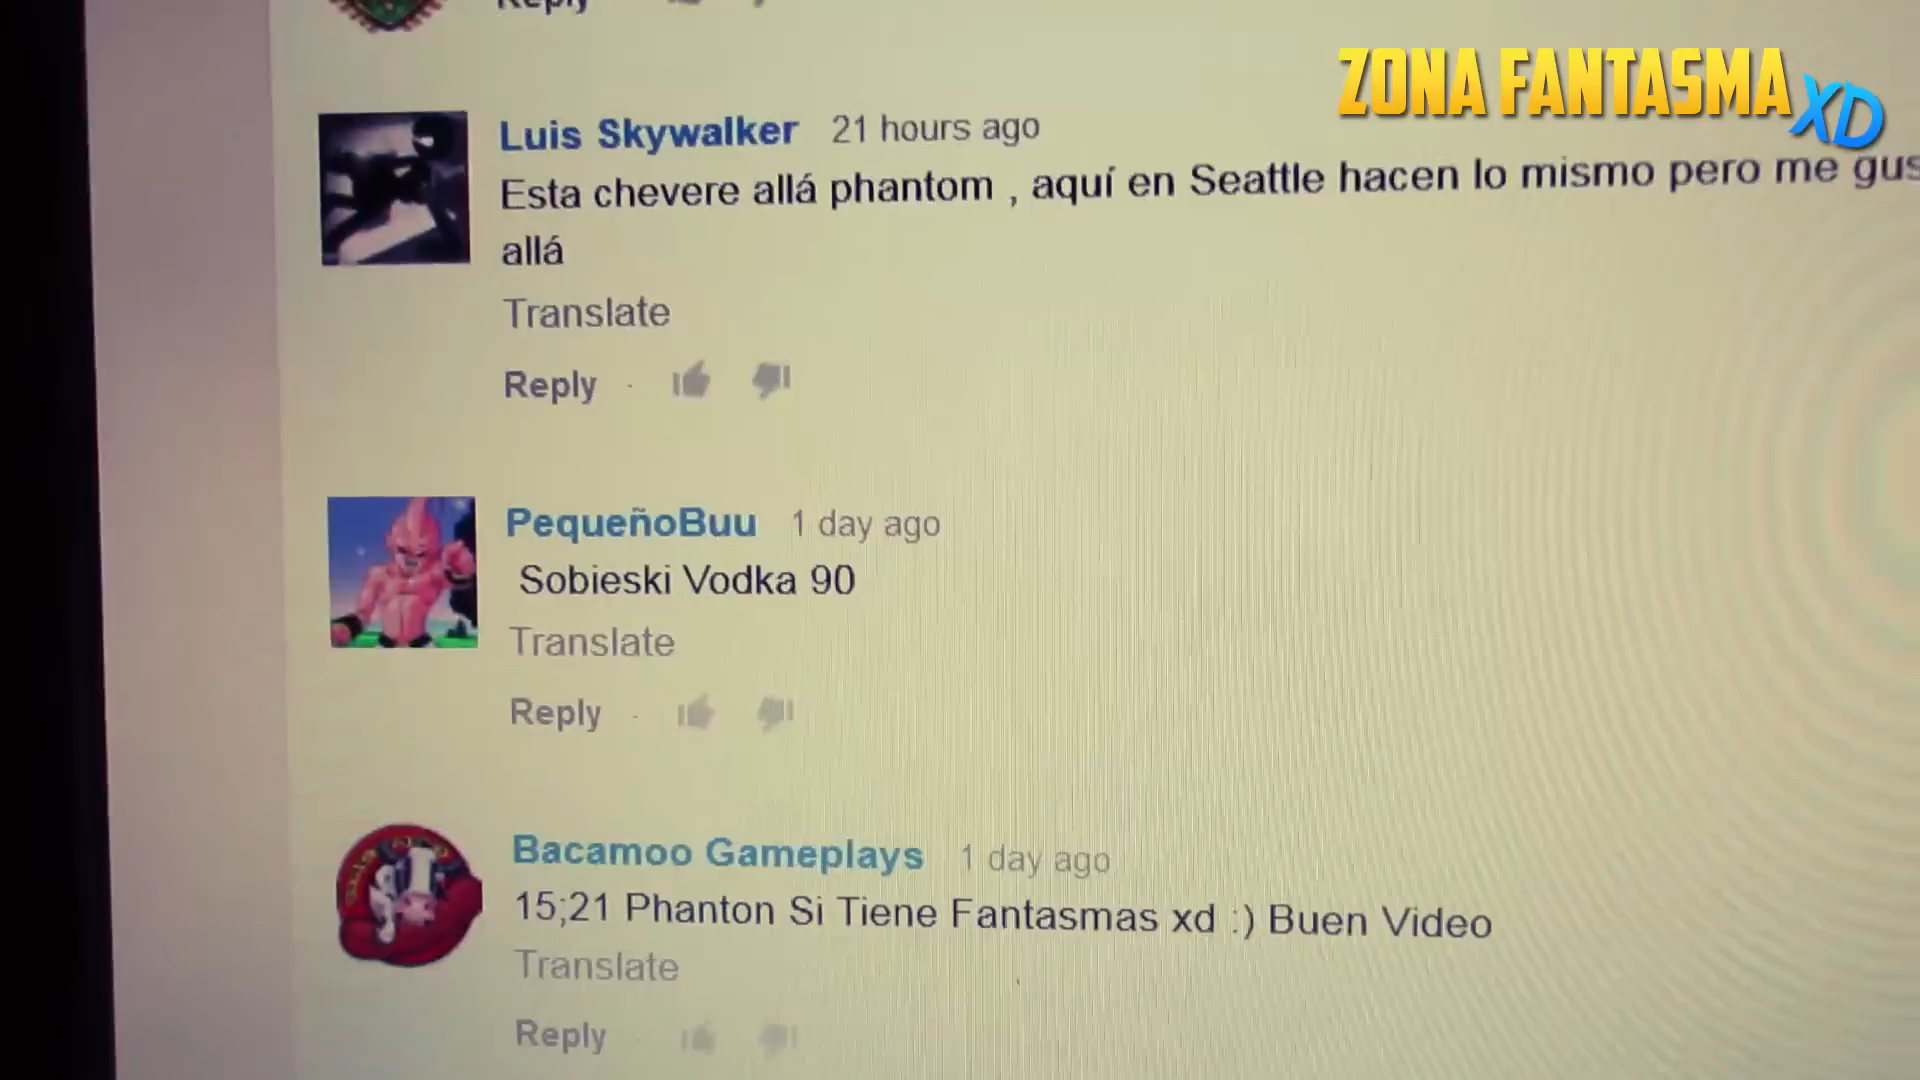 Reply
ZONA FANTASMA XD
Luis Skywalker 21 hours ago
Esta chevere allá phantom , aquí en Seattle hacen lo mismo pero me
allá
Translate
Reply ·
PequeñoBuu 1 day ago
Sobieski Vodka 90
Translate
Reply ·
Bacamoo Gameplays 1 day ago
15;21 Phanton Si Tiene Fantasmas xd :) Buen Video
Translate
Reply ·